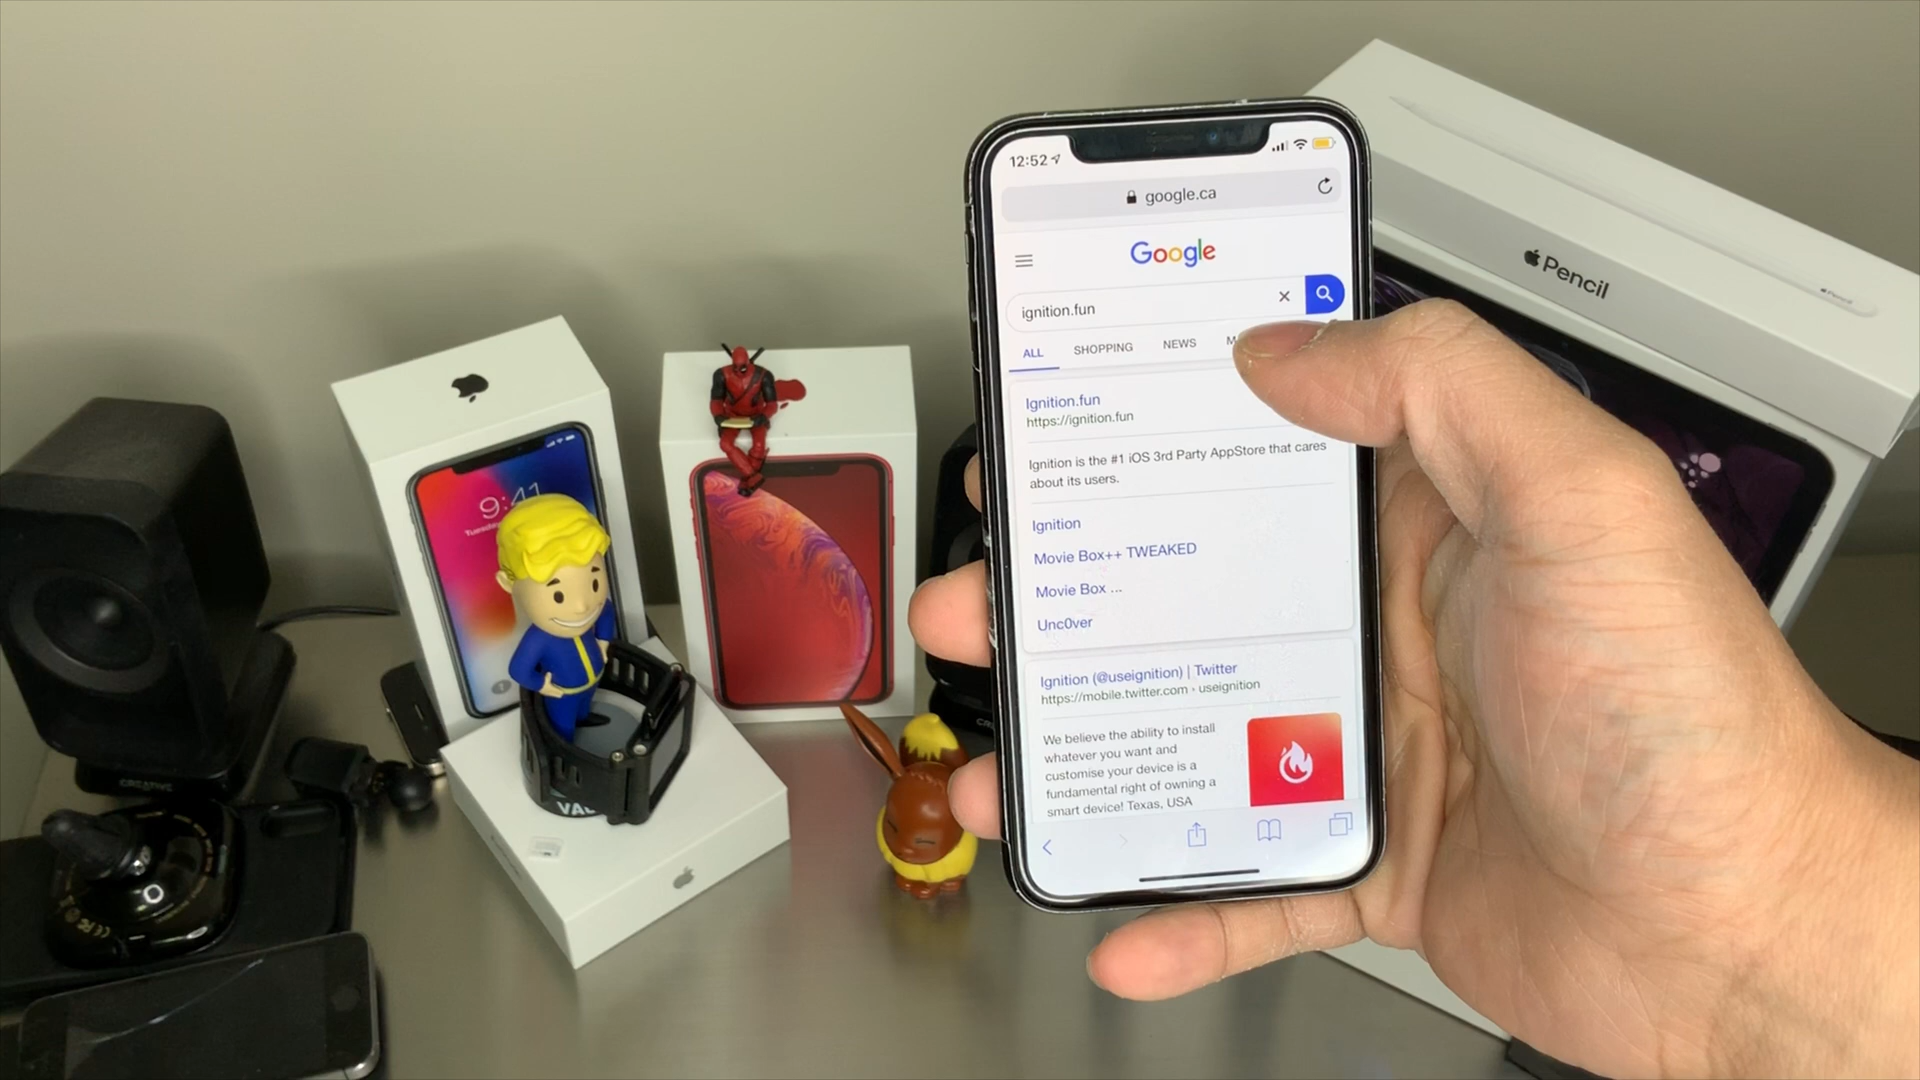 12:52
google.ca
Google
ignition.fun
ALL SHOPPING NEWS M
Ignition.fun
https://ignition.fun
Ignition is the #1 iOS 3rd Party AppStore that cares
about its users.
Ignition
Movie Box++ TWEAKED
Movie Box ...
Unc0ver
Ignition (@useignition) | Twitter
https://mobile.twitter.com › useignition
We believe the ability to install
whatever you want and
customise your device is a
fundamental right of owning a
smart device! Texas, USA
Pencil
9:41
CREATIVE
VAU